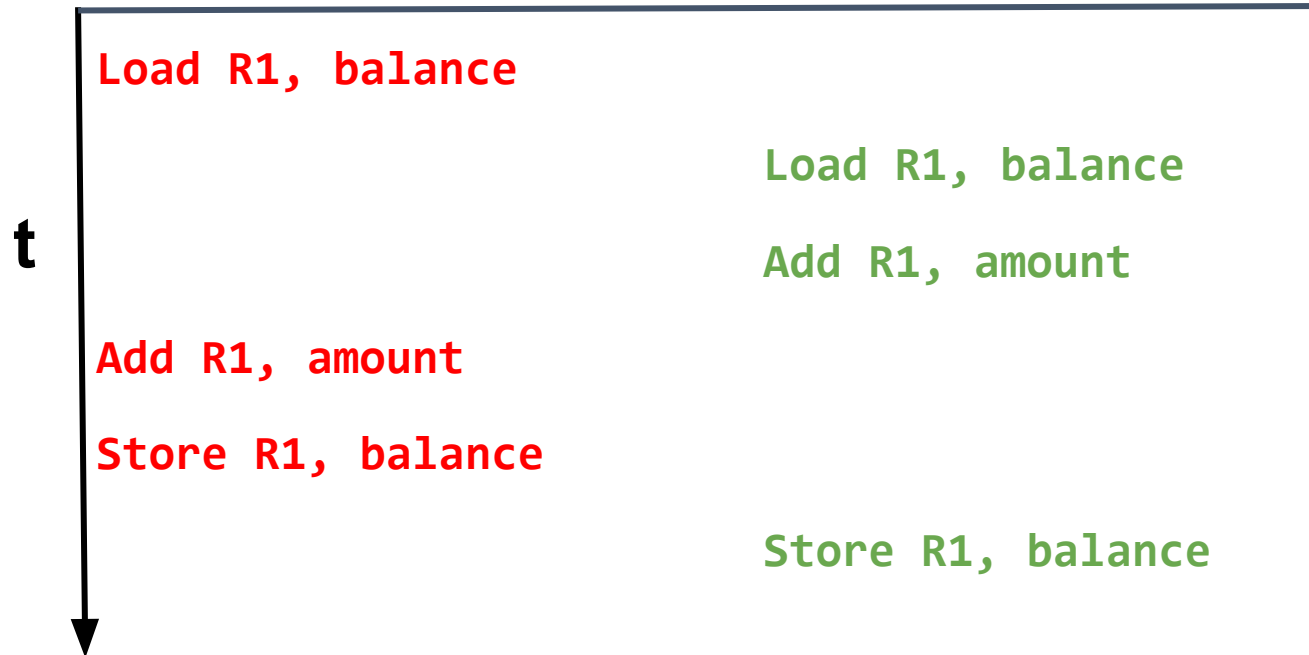 Load R1, balance
Load R1, balance
t
Add R1, amount
Add R1, amount
Store R1, balance
Store R1, balance